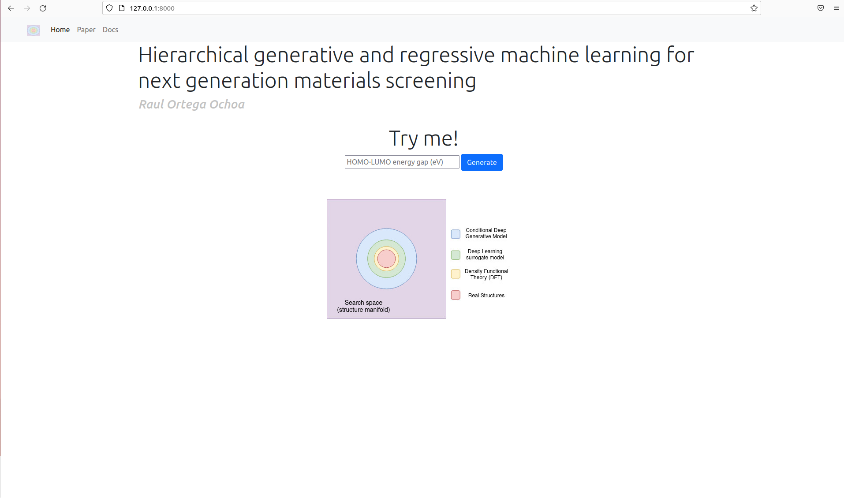 127.0.0.1:8000
Home Paper Docs
Hierarchical generative and regressive machine learning for
next generation materials screening
Raul Ortega Ochoa
Try me!
HOMO-LUMO energy gap (eV) Generate
Conditional Deep
Generative Model
Deep Learning
surrogate model
Density Functional
Theory (DFT)
Real Structures
Search space
(structure manifold)